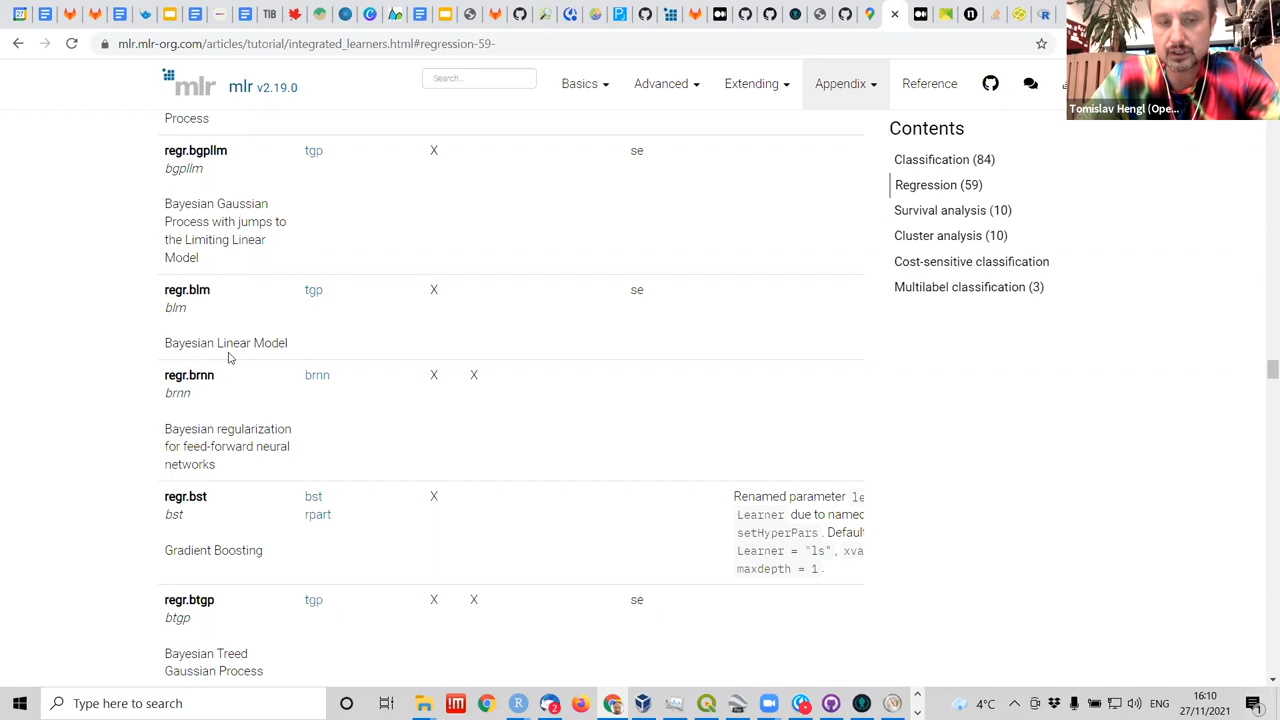 mlr.mlr-org.com/articles/tutorial/integrated_learners.html#regression-59-
mlr
mlr v2.19.0
Search...
Basics
Advanced
Extending
Appendix
Reference
Tomislav Hengl (Ope...
Process
regr.bgpllm tgp X se
bgpllm
Bayesian Gaussian
Process with jumps to
the Limiting Linear
Model
regr.blm tgp X se
blm
Bayesian Linear Model
regr.brnn brnn X X
brnn
Bayesian regularization
for feed-forward neural
networks
regr.bst bst X Renamed parameter le
bst rpart Learner due to named
setHyperPars. Defaul
Gradient Boosting Learner = "ls", xva
maxdepth = 1.
regr.btgp tgp X X se
btgp
Bayesian Treed
Gaussian Process
Contents
Classification (84)
Regression (59)
Survival analysis (10)
Cluster analysis (10)
Cost-sensitive classification
Multilabel classification (3)
Type here to search
4°C
ENG
16:10
27/11/2021